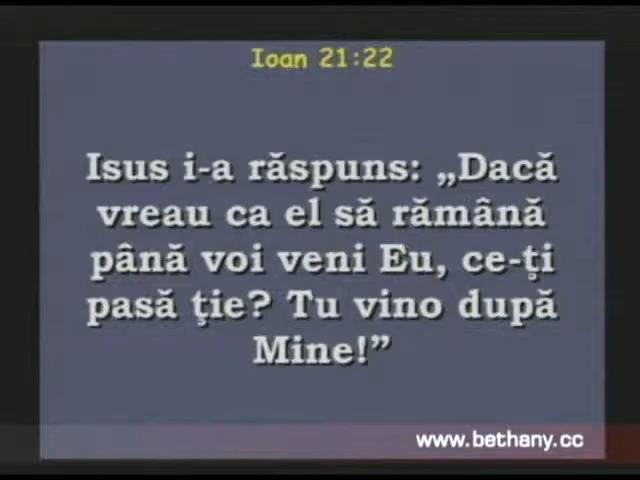 Ioan 21:22
Isus i-a răspuns: „Dacă
vreau ca el să rămână
până voi veni Eu, ce-ţi
pasă ţie? Tu vino după
Mine!”
www.bethany.cc